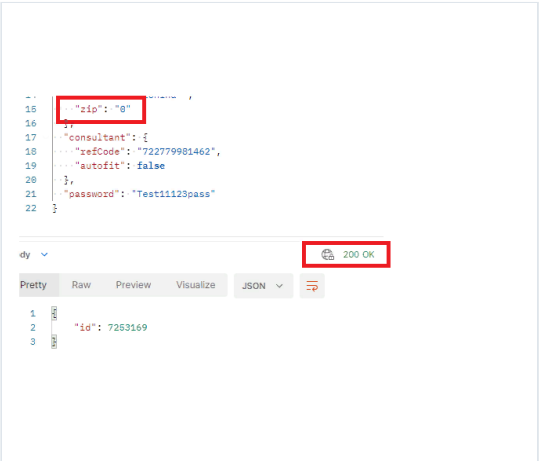 15 "zip": "0"
16 },
17 "consultant": {
18 "refCode": "722779981462",
19 "autofit": false
20 },
21 "password": "Test11123pass"
22 }
dy
200 OK
Pretty Raw Preview Visualize JSON
1 {
2 "id": 7253169
3 }